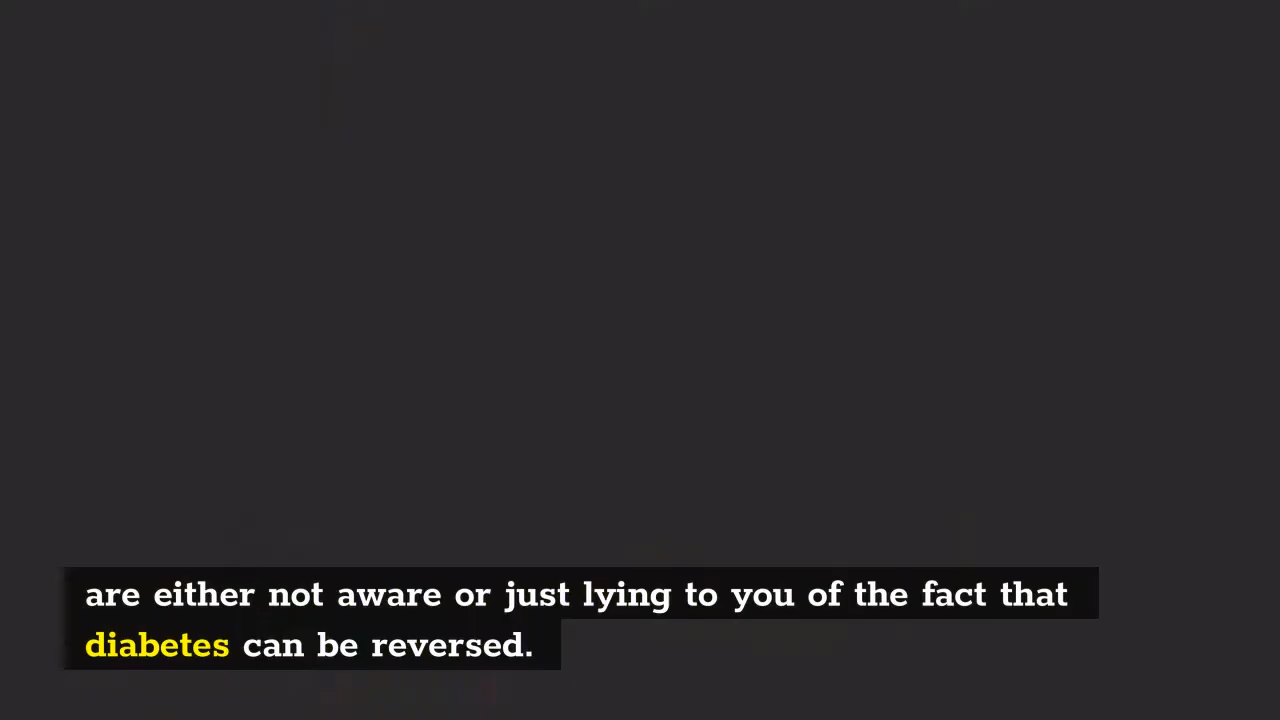 are either not aware or just lying to you of the fact that
diabetes can be reversed.